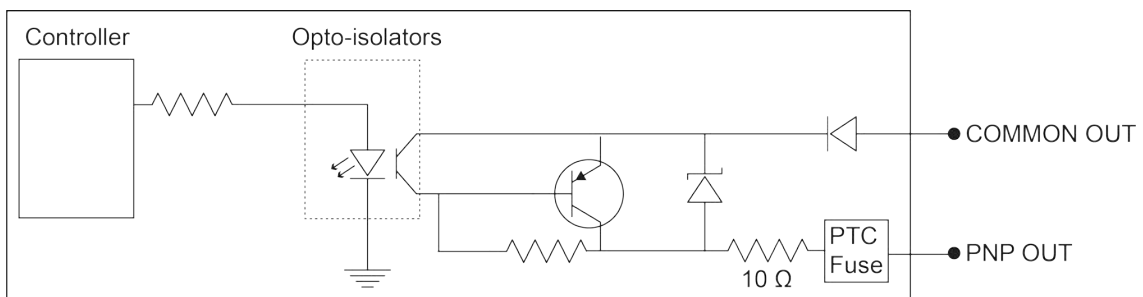 Controller
Opto-isolators
COMMON OUT
10 Ω
PTC
Fuse
PNP OUT